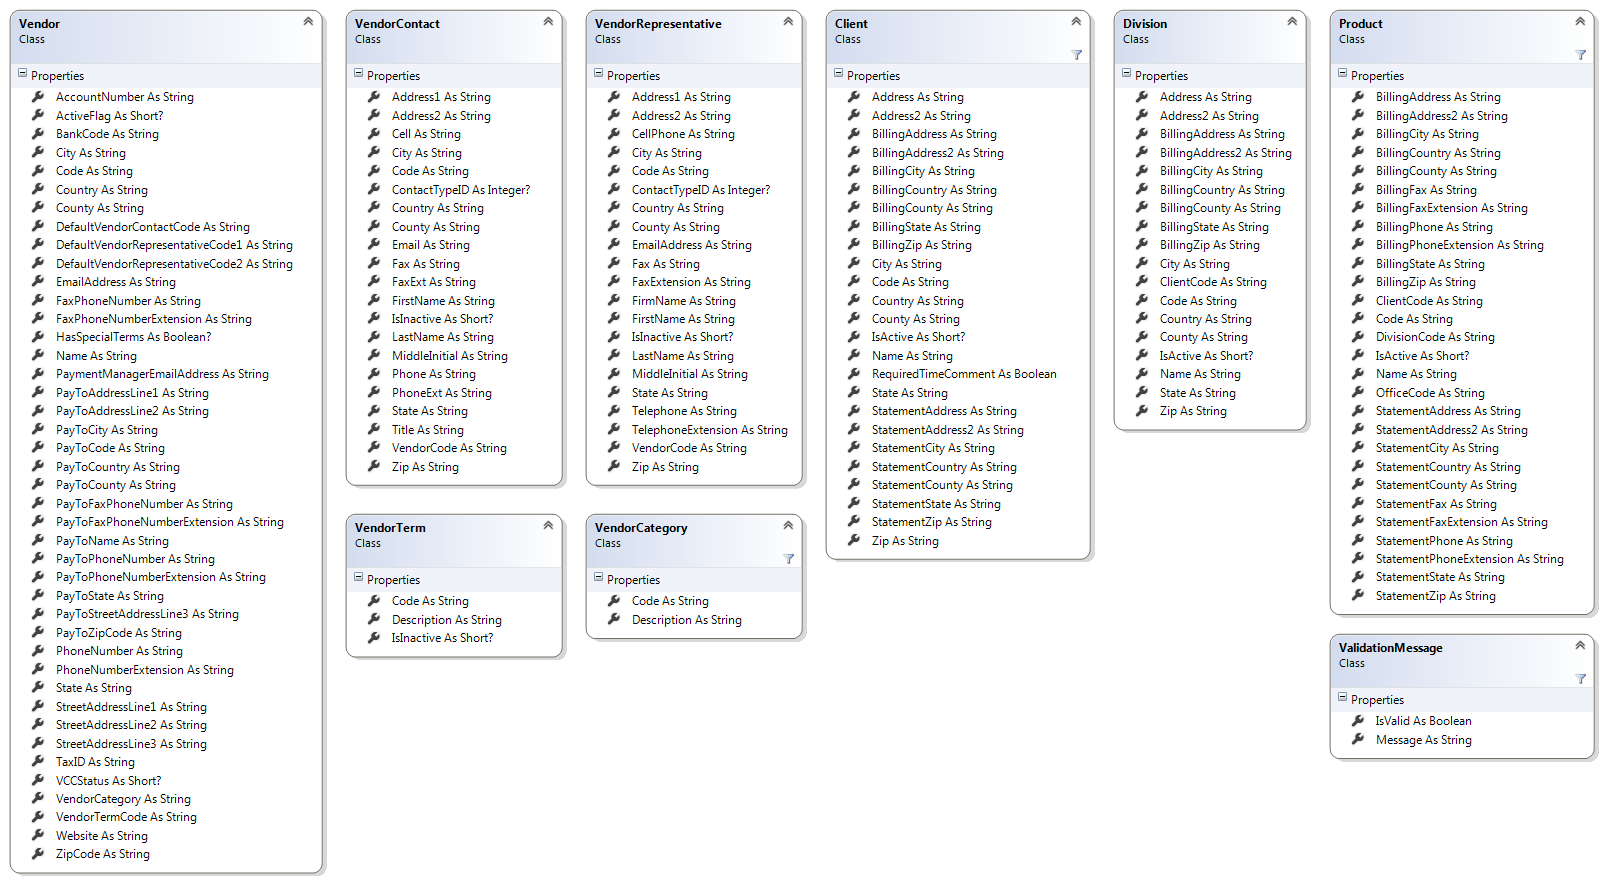 Vendor
Class
Properties
AccountNumber As String
ActiveFlag As Short?
BankCode As String
City As String
Code As String
Country As String
County As String
DefaultVendorContactCode As String
DefaultVendorRepresentativeCode1 As String
DefaultVendorRepresentativeCode2 As String
EmailAddress As String
FaxPhoneNumber As String
FaxPhoneNumberExtension As String
HasSpecialTerms As Boolean?
Name As String
PaymentManagerEmailAddress As String
PayToAddressLine1 As String
PayToAddressLine2 As String
PayToCity As String
PayToCode As String
PayToCountry As String
PayToCounty As String
PayToFaxPhoneNumber As String
PayToFaxPhoneNumberExtension As String
PayToName As String
PayToPhoneNumber As String
PayToPhoneNumberExtension As String
PayToState As String
PayToStreetAddressLine3 As String
PayToZipCode As String
PhoneNumber As String
PhoneNumberExtension As String
State As String
StreetAddressLine1 As String
StreetAddressLine2 As String
StreetAddressLine3 As String
TaxID As String
VCCStatus As Short?
VendorCategory As String
VendorTermCode As String
Website As String
ZipCode As String
VendorContact
Class
Properties
Address1 As String
Address2 As String
Cell As String
City As String
Code As String
ContactTypeID As Integer?
Country As String
County As String
Email As String
Fax As String
FaxExt As String
FirstName As String
IsInactive As Short?
LastName As String
MiddleInitial As String
Phone As String
PhoneExt As String
State As String
Title As String
VendorCode As String
Zip As String
VendorTerm
Class
Properties
Code As String
Description As String
IsInactive As Short?
VendorRepresentative
Class
Properties
Address1 As String
Address2 As String
CellPhone As String
City As String
Code As String
ContactTypeID As Integer?
Country As String
County As String
EmailAddress As String
Fax As String
FaxExtension As String
FirmName As String
FirstName As String
IsInactive As Short?
LastName As String
MiddleInitial As String
State As String
Telephone As String
TelephoneExtension As String
VendorCode As String
Zip As String
VendorCategory
Class
Properties
Code As String
Description As String
Client
Class
Properties
Address As String
Address2 As String
BillingAddress As String
BillingAddress2 As String
BillingCity As String
BillingCountry As String
BillingCounty As String
BillingState As String
BillingZip As String
City As String
Code As String
Country As String
County As String
IsActive As Short?
Name As String
RequiredTimeComment As Boolean
State As String
StatementAddress As String
StatementAddress2 As String
StatementCity As String
StatementCountry As String
StatementCounty As String
StatementState As String
StatementZip As String
Zip As String
Division
Class
Properties
Address As String
Address2 As String
BillingAddress As String
BillingAddress2 As String
BillingCity As String
BillingCountry As String
BillingCounty As String
BillingState As String
BillingZip As String
City As String
ClientCode As String
Code As String
Country As String
County As String
IsActive As Short?
Name As String
State As String
Zip As String
Product
Class
Properties
BillingAddress As String
BillingAddress2 As String
BillingCity As String
BillingCountry As String
BillingCounty As String
BillingFax As String
BillingFaxExtension As String
BillingPhone As String
BillingPhoneExtension As String
BillingState As String
BillingZip As String
ClientCode As String
Code As String
DivisionCode As String
IsActive As Short?
Name As String
OfficeCode As String
StatementAddress As String
StatementAddress2 As String
StatementCity As String
StatementCountry As String
StatementCounty As String
StatementFax As String
StatementFaxExtension As String
StatementPhone As String
StatementPhoneExtension As String
StatementState As String
StatementZip As String
ValidationMessage
Class
Properties
IsValid As Boolean
Message As String